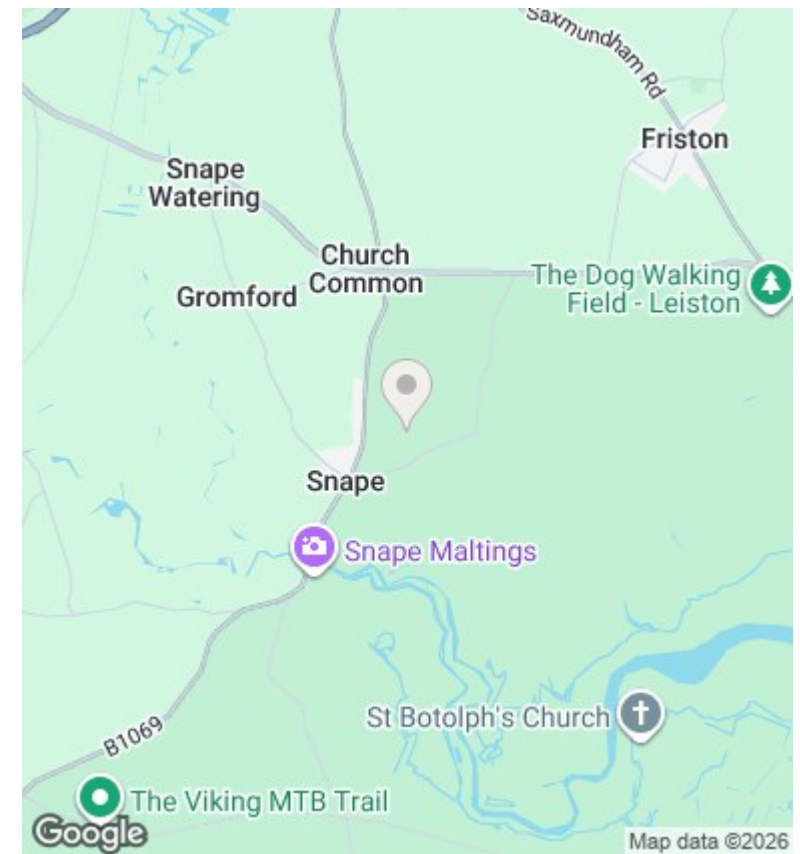 Saxmundham Rd
Friston
Snape
Watering
Church
Common
Gromford
The Dog Walking
Field - Leiston
Snape
Snape Maltings
St Botolph's Church
B1069
The Viking MTB Trail
Google
Map data ©2026